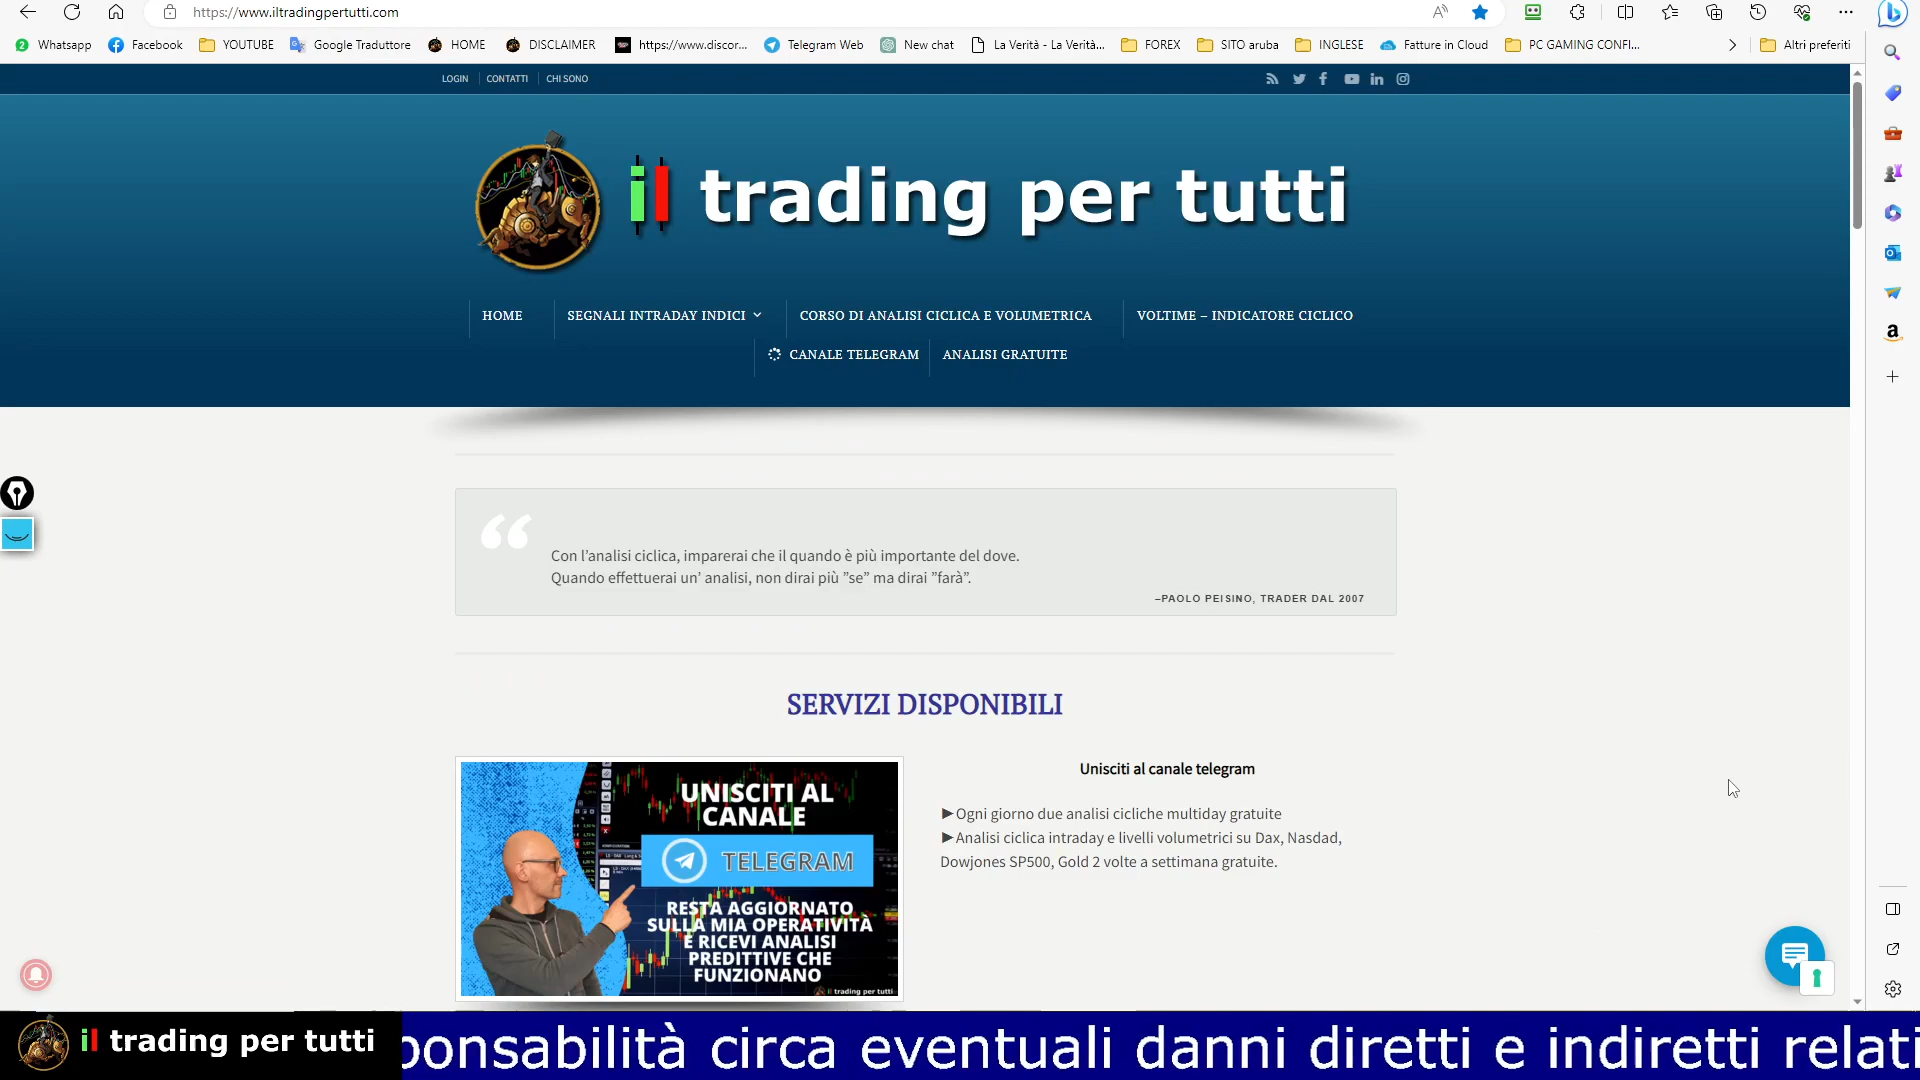 https://www.iltradingpertutti.com
Whatsapp Facebook YOUTUBE Google Traduttore HOME DISCLAIMER https://www.discor... Telegram Web New chat La Verità - La Verità... FOREX SITO aruba INGLESE Fatture in Cloud PC GAMING CONFI... Altri preferiti
LOGIN CONTATTI CHI SONO
il trading per tutti
HOME SEGNALI INTRADAY INDICI CORSO DI ANALISI CICLICA E VOLUMETRICA VOLTIME – INDICATORE CICLICO
CANALE TELEGRAM ANALISI GRATUITE
Con l’analisi ciclica, imparerai che il quando è più importante del dove.
Quando effettuerai un’ analisi, non dirai più ”se” ma dirai ”farà”.
–PAOLO PEISINO, TRADER DAL 2007
SERVIZI DISPONIBILI
UNISCITI AL
CANALE
TELEGRAM
RESTA AGGIORNATO
SULLA MIA OPERATIVITÀ
E RICEVI ANALISI
PREDITTIVE CHE
FUNZIONANO
il trading per tutti
Unisciti al canale telegram
►Ogni giorno due analisi cicliche multiday gratuite
►Analisi ciclica intraday e livelli volumetrici su Dax, Nasdad,
Dowjones SP500, Gold 2 volte a settimana gratuite.
il trading per tutti
ponsabilità circa eventuali danni diretti e indiretti relati